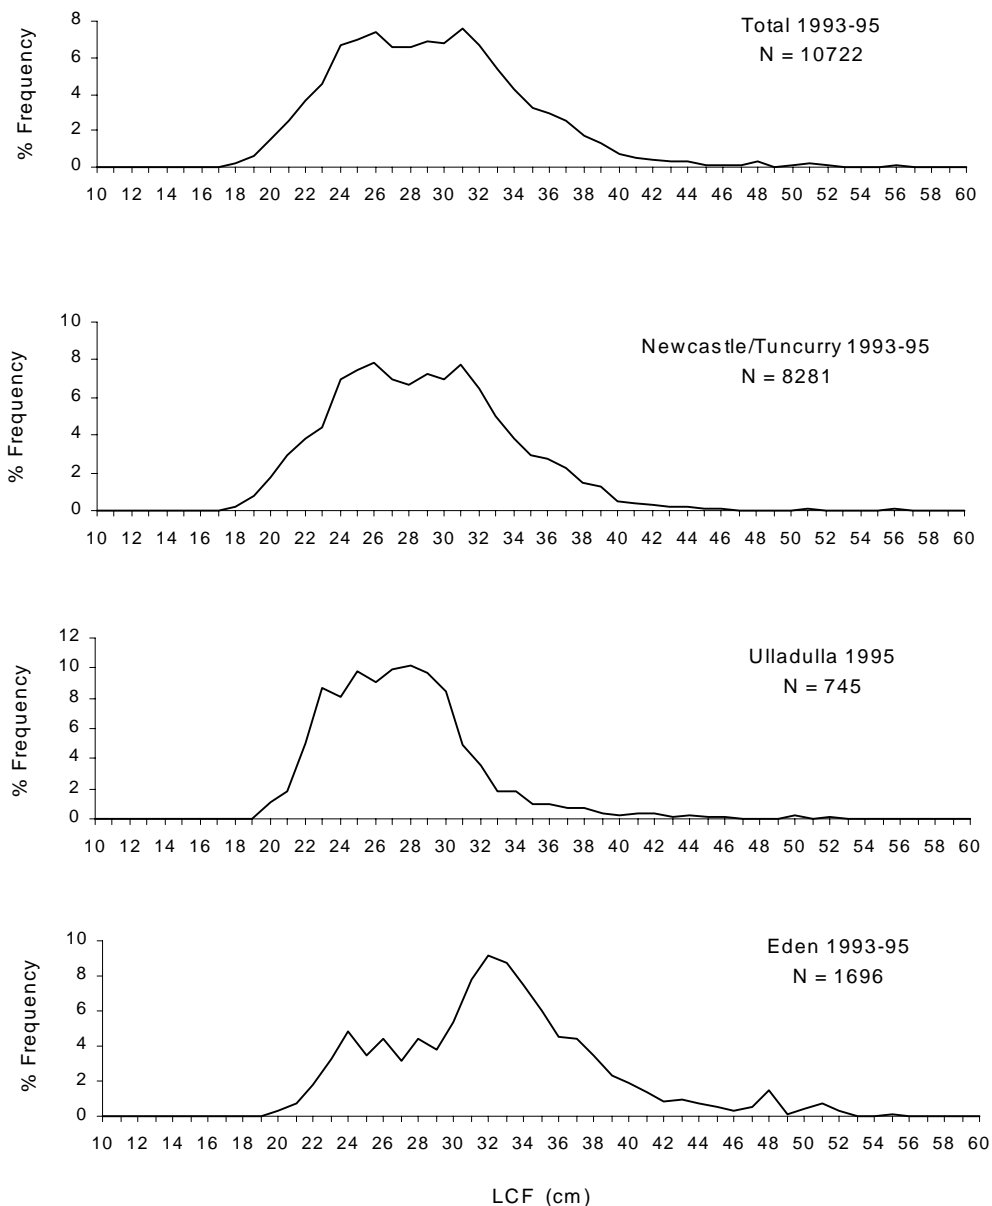 Total 1993-95
N = 10722
% Frequency
8
6
4
2
0
10 12 14 16 18 20 22 24 26 28 30 32 34 36 38 40 42 44 46 48 50 52 54 56 58 60
Newcastle/Tuncurry 1993-95
N = 8281
% Frequency
10
8
6
4
2
0
10 12 14 16 18 20 22 24 26 28 30 32 34 36 38 40 42 44 46 48 50 52 54 56 58 60
Ulladulla 1995
N = 745
% Frequency
12
10
8
6
4
2
0
10 12 14 16 18 20 22 24 26 28 30 32 34 36 38 40 42 44 46 48 50 52 54 56 58 60
Eden 1993-95
N = 1696
% Frequency
10
8
6
4
2
0
10 12 14 16 18 20 22 24 26 28 30 32 34 36 38 40 42 44 46 48 50 52 54 56 58 60
LCF (cm)